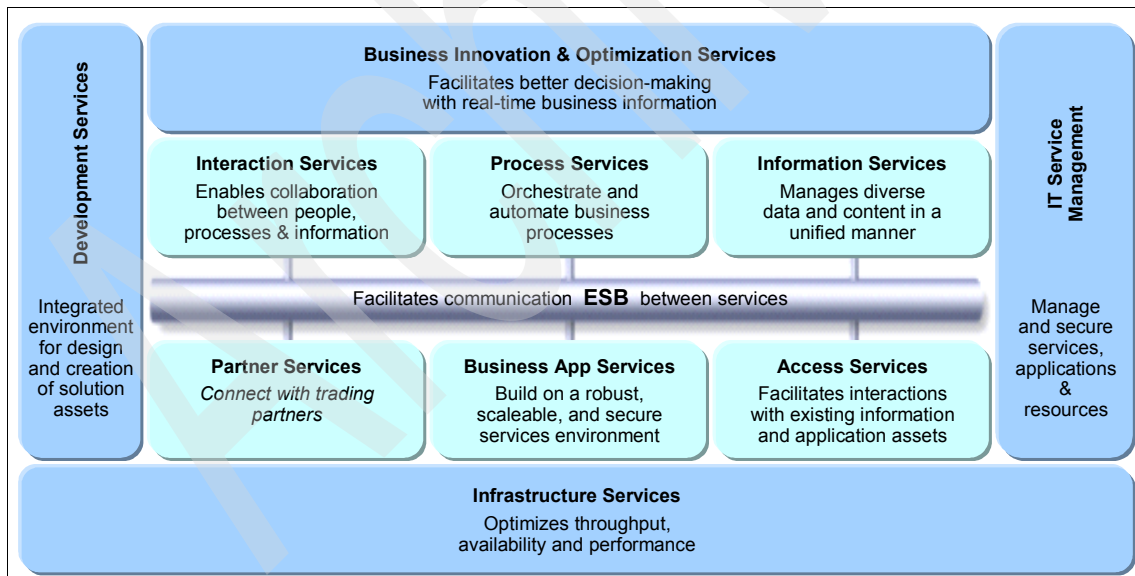 Development Services
Integrated
environment
for design
and creation
of solution
assets
Business Innovation & Optimization Services
Facilitates better decision-making
with real-time business information
Interaction Services
Enables collaboration
between people,
processes & information
Process Services
Orchestrate and
automate business
processes
Information Services
Manages diverse
data and content in a
unified manner
Facilitates communication ESB between services
Partner Services
Connect with trading
partners
Business App Services
Build on a robust,
scaleable, and secure
services environment
Access Services
Facilitates interactions
with existing information
and application assets
IT Service
Management
Manage
and secure
services,
applications
&
resources
Infrastructure Services
Optimizes throughput,
availability and performance